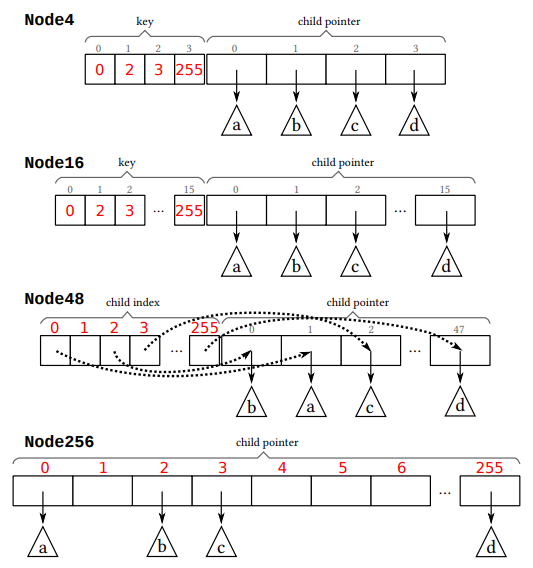 Node4
key child pointer
0 1 2 3 0 1 2 3
0 2 3 255
a b c d
Node16
key child pointer
0 1 2 15 0 1 2 15
0 2 3 ... 255 ...
a b c d
Node48
child index child pointer
0 1 2 3 255 0 1 2 47
... ...
b a c d
Node256
child pointer
0 1 2 3 4 5 6 255
...
a b c d